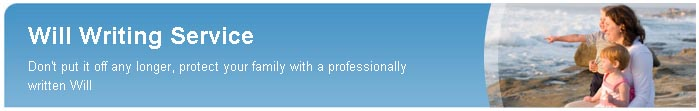 Will Writing Service
Don't put it off any longer, protect your family with a professionally
written Will